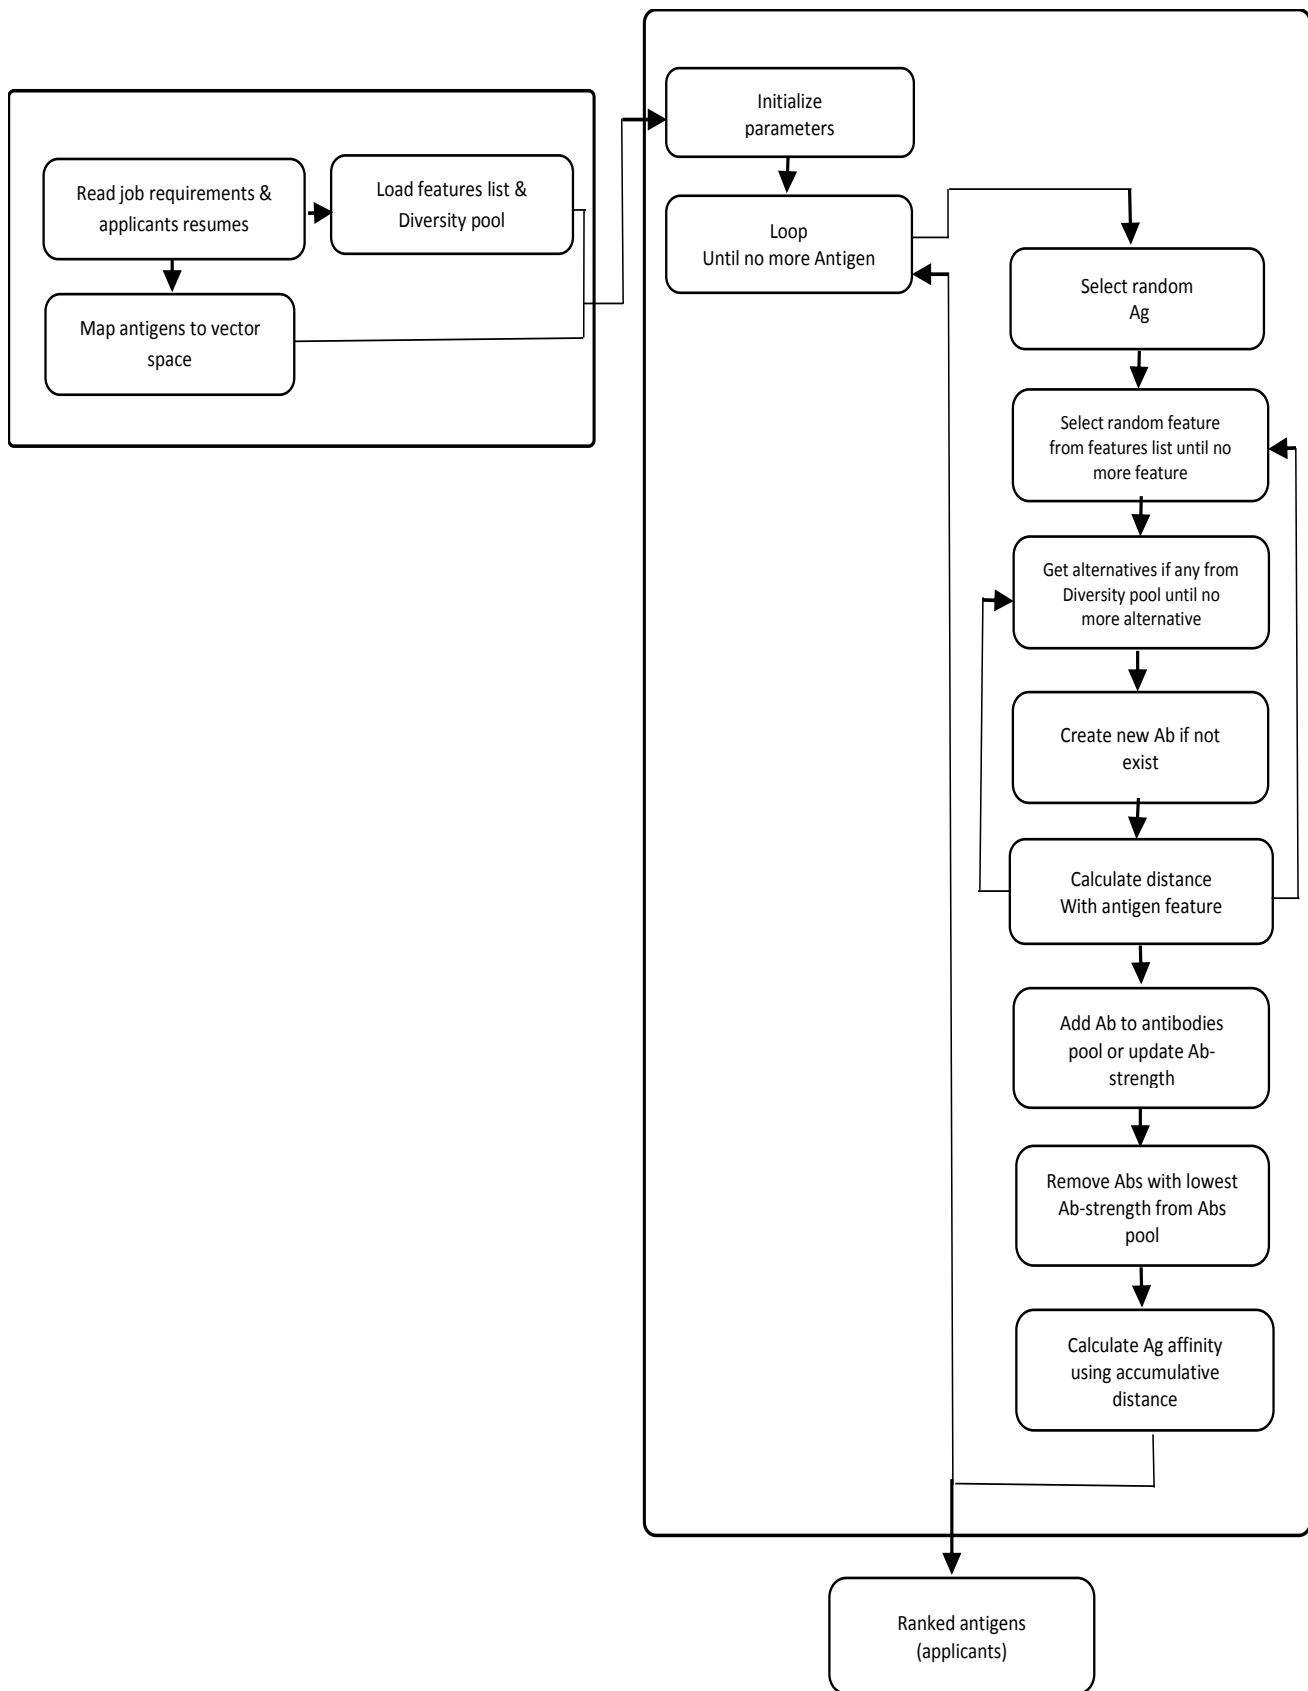 Read job requirements &
applicants resumes
Load features list &
Diversity pool
Map antigens to vector
space
Initialize
parameters
Loop
Until no more Antigen
Select random
Ag
Select random feature
from features list until no
more feature
Get alternatives if any from
Diversity pool until no
more alternative
Create new Ab if not
exist
Calculate distance
With antigen feature
Add Ab to antibodies
pool or update Ab-
strength
Remove Abs with lowest
Ab-strength from Abs
pool
Calculate Ag affinity
using accumulative
distance
Ranked antigens
(applicants)